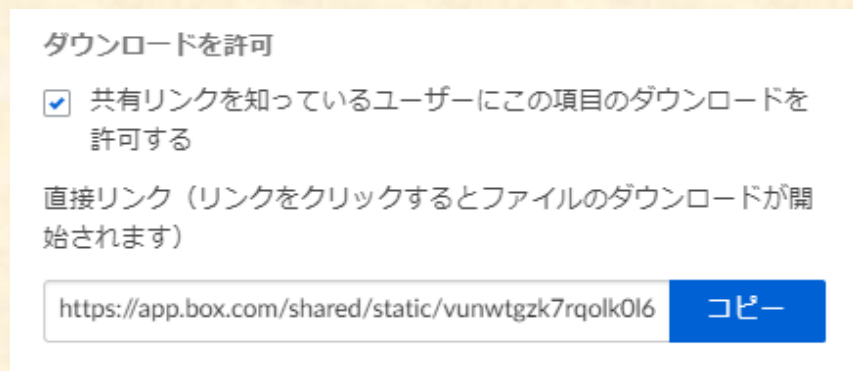 ダウンロードを許可
共有リンクを知っているユーザーにこの項目のダウンロードを
許可する
直接リンク（リンクをクリックするとファイルのダウンロードが開
始されます）
https://app.box.com/shared/static/vunwtgzk7rqolk0l6 コピー